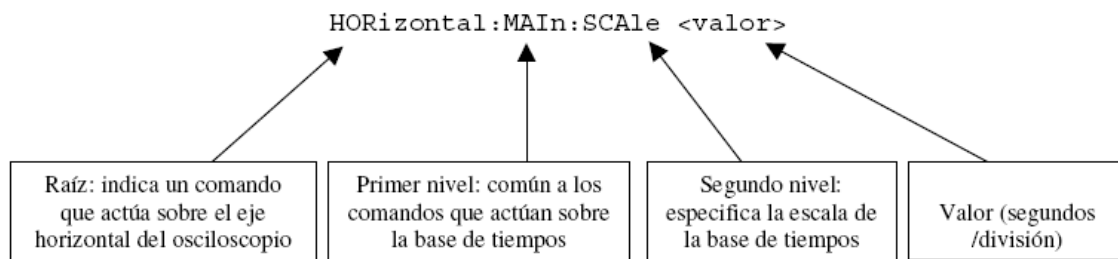 HORizontal:MAIn:SCAle <valor>
Raíz: indica un comando
que actúa sobre el eje
horizontal del osciloscopio
Primer nivel: común a los
comandos que actúan sobre
la base de tiempos
Segundo nivel:
especifica la escala de
la base de tiempos
Valor (segundos
/división)